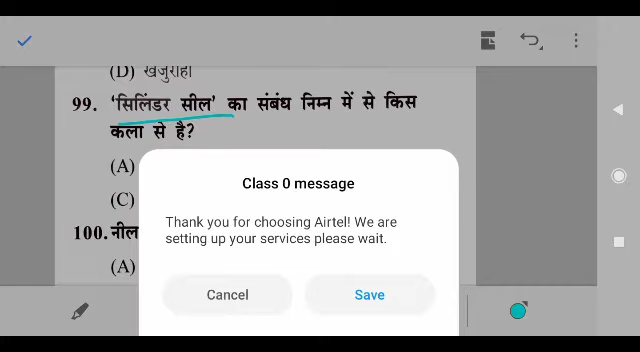 (D) खजुराहो
99. 'सिलिंडर सील' का संबंध निम्न में से किस
कला से है?
(A)
(C)
100. नील
(A)
Class 0 message
Thank you for choosing Airtel! We are
setting up your services please wait.
Cancel
Save